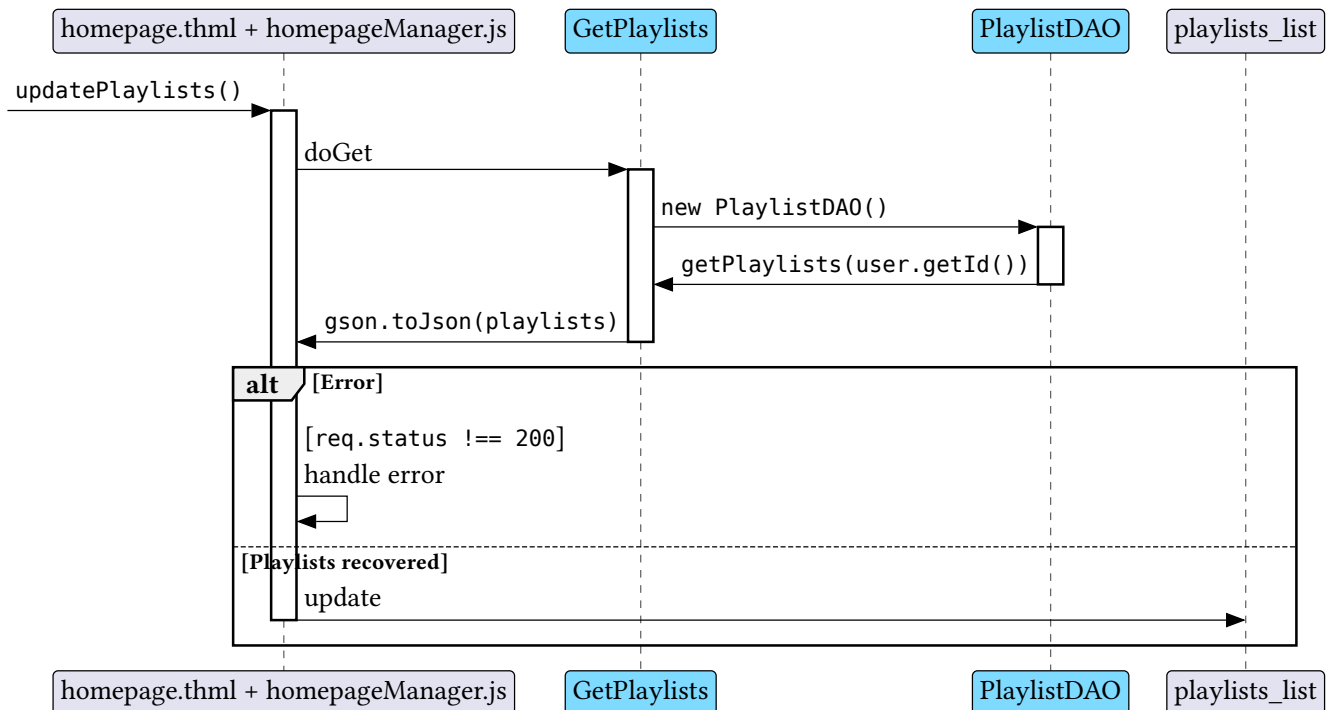 homepage.thml + homepageManager.js
GetPlaylists
PlaylistDAO
playlists_list
updatePlaylists()
doGet
new PlaylistDAO()
getPlaylists(user.getId())
gson.toJson(playlists)
alt [Error]
[req.status !== 200]
handle error
[Playlists recovered]
update
homepage.thml + homepageManager.js
GetPlaylists
PlaylistDAO
playlists_list